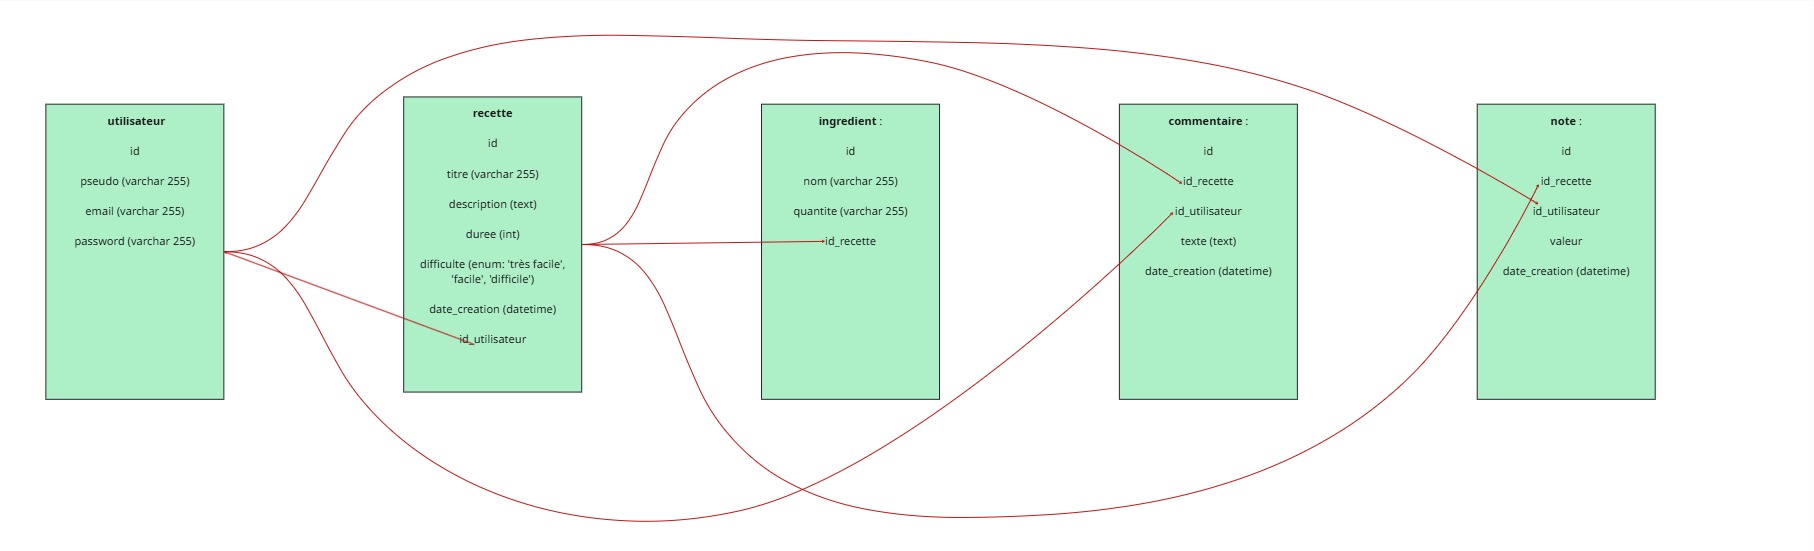 utilisateur
id
pseudo (varchar 255)
email (varchar 255)
password (varchar 255)
recette
id
titre (varchar 255)
description (text)
duree (int)
difficulte (enum: 'très facile',
'facile', 'difficile')
date_creation (datetime)
id_utilisateur
ingredient :
id
nom (varchar 255)
quantite (varchar 255)
id_recette
commentaire :
id
id_recette
id_utilisateur
texte (text)
date_creation (datetime)
note :
id
id_recette
id_utilisateur
valeur
date_creation (datetime)